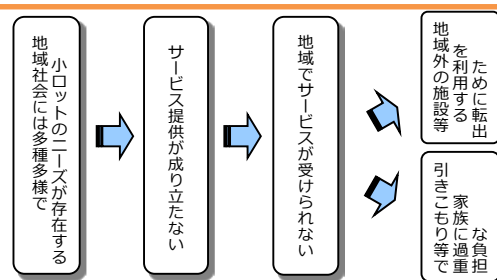 地域社会には多種多様で
小ロットのニーズが存在する
サービス提供が成り立たない
地域でサービスが受けられない
地域外の施設等
を利用する
ために転出
引きこもり等で
家族に過重
な負担